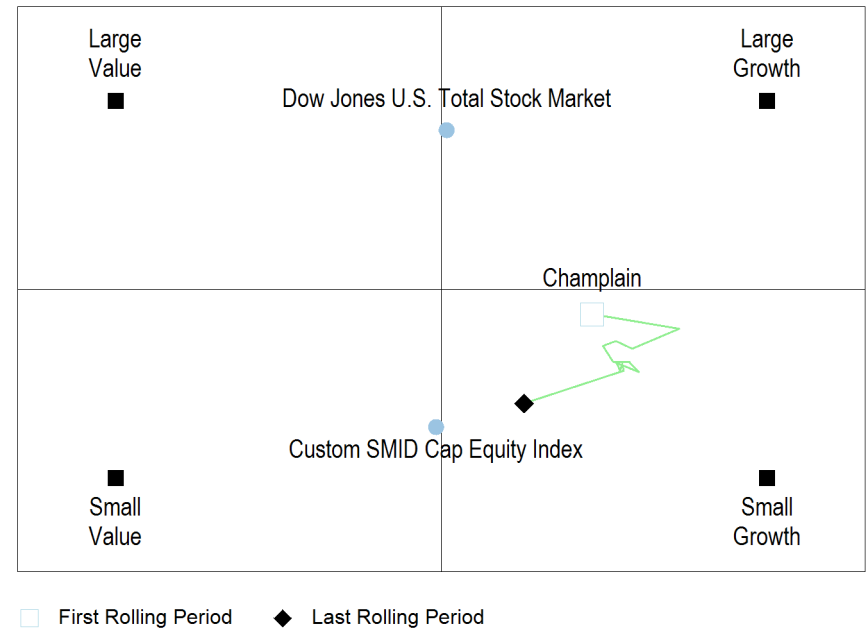 Large
Value
Large
Growth
Dow Jones U.S. Total Stock Market
Champlain
Custom SMID Cap Equity Index
Small
Value
Small
Growth
First Rolling Period
Last Rolling Period